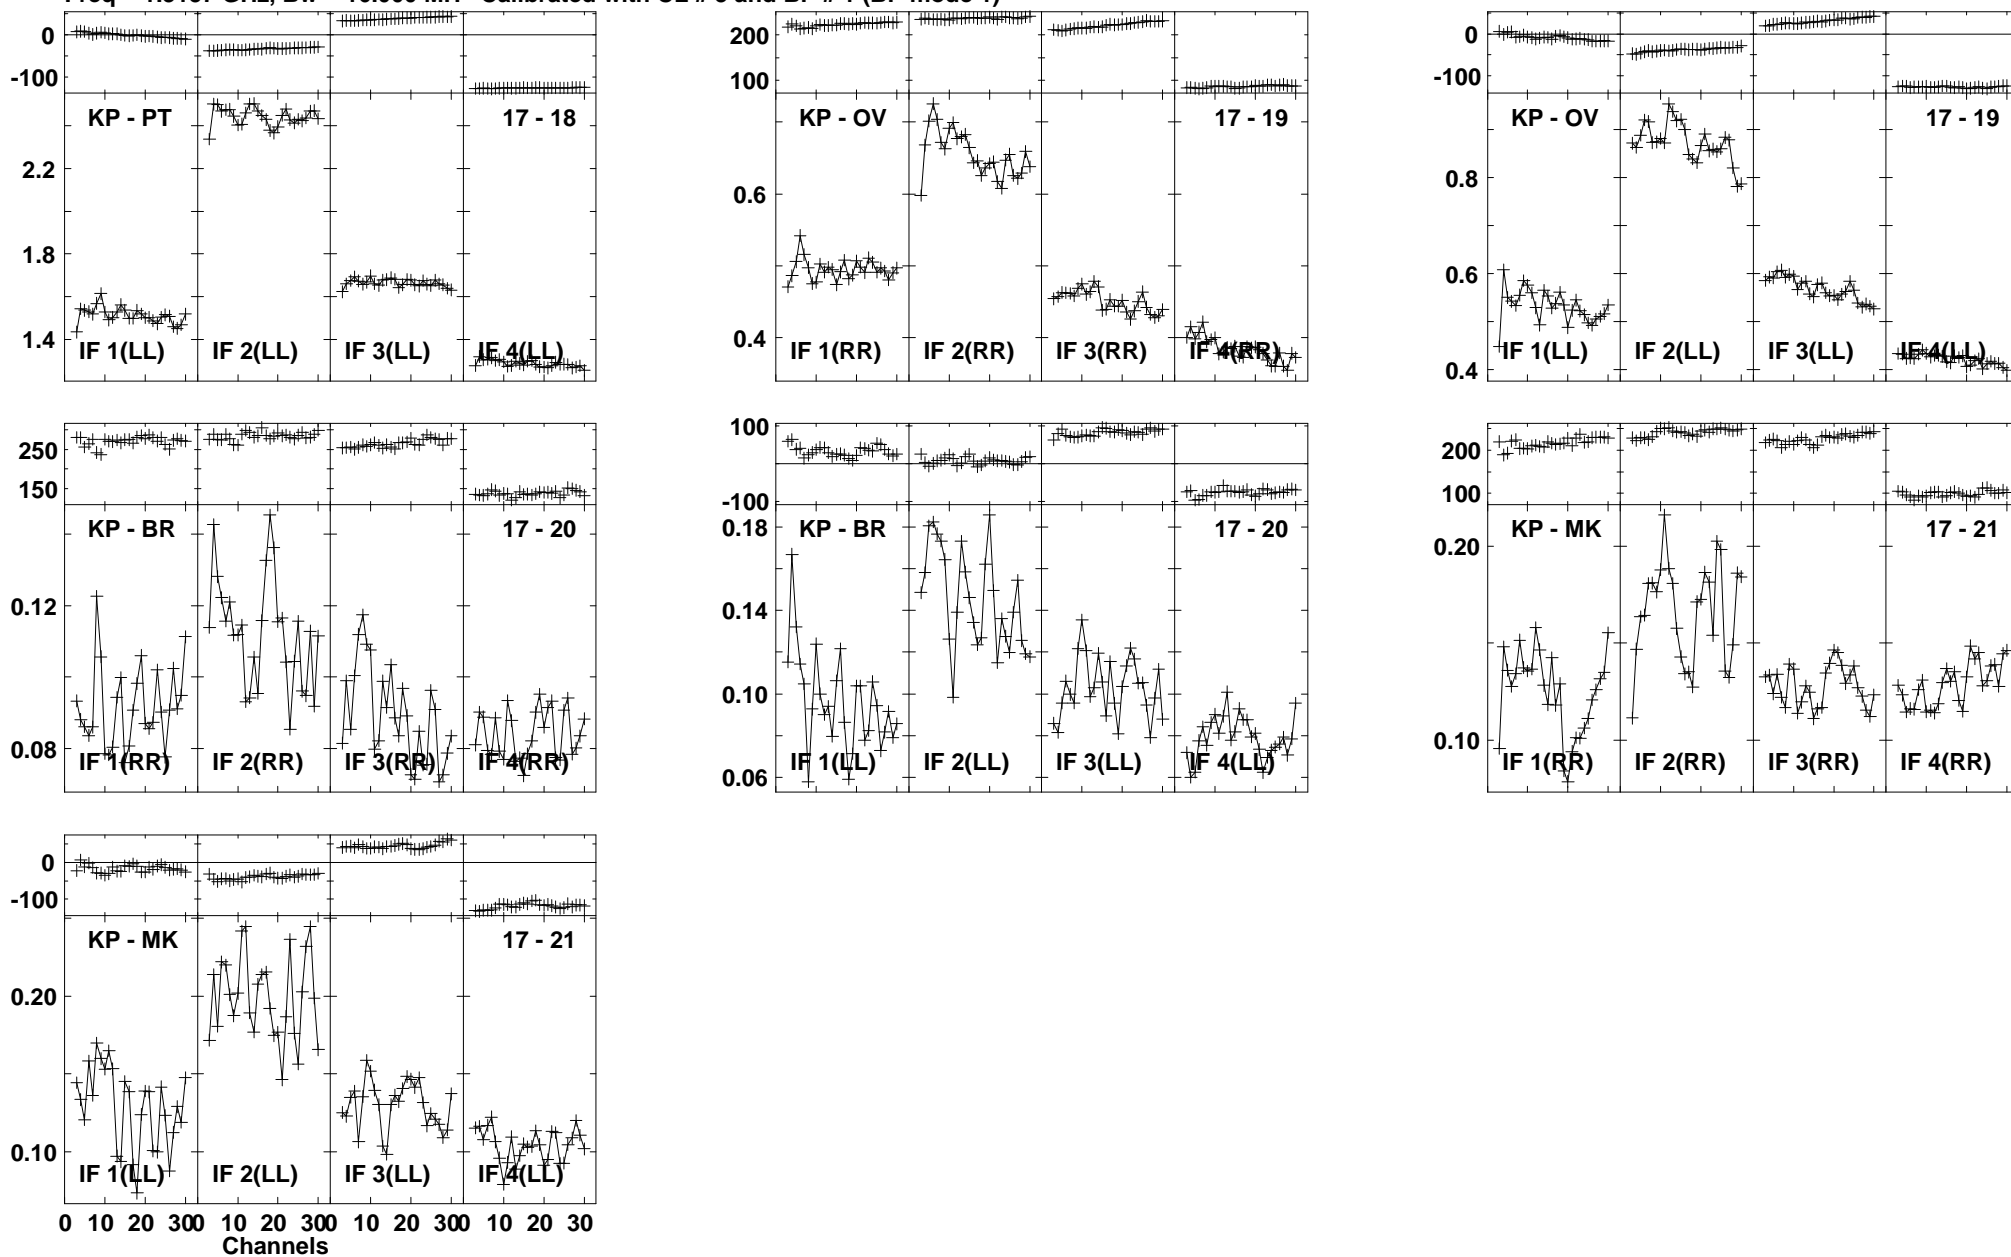 0
-100
KP - PT
17 - 18
2.2
1.8
1.4
IF 1(LL)
IF 2(LL)
IF 3(LL)
IF 4(LL)
200
100
KP - OV
17 - 19
0.6
0.4
IF 1(RR)
IF 2(RR)
IF 3(RR)
IF 4(RR)
0
-100
KP - OV
17 - 19
0.8
0.6
0.4
IF 1(LL)
IF 2(LL)
IF 3(LL)
IF 4(LL)
250
150
KP - BR
17 - 20
0.12
0.08
IF 1(RR)
IF 2(RR)
IF 3(RR)
IF 4(RR)
100
-100
KP - BR
17 - 20
0.18
0.14
0.10
0.06
IF 1(LL)
IF 2(LL)
IF 3(LL)
IF 4(LL)
200
100
KP - MK
17 - 21
0.20
0.10
IF 1(RR)
IF 2(RR)
IF 3(RR)
IF 4(RR)
0
-100
KP - MK
17 - 21
0.20
0.10
IF 1(LL)
IF 2(LL)
IF 3(LL)
IF 4(LL)
0 10 20 300 10 20 300 10 20 300 10 20 30
Channels